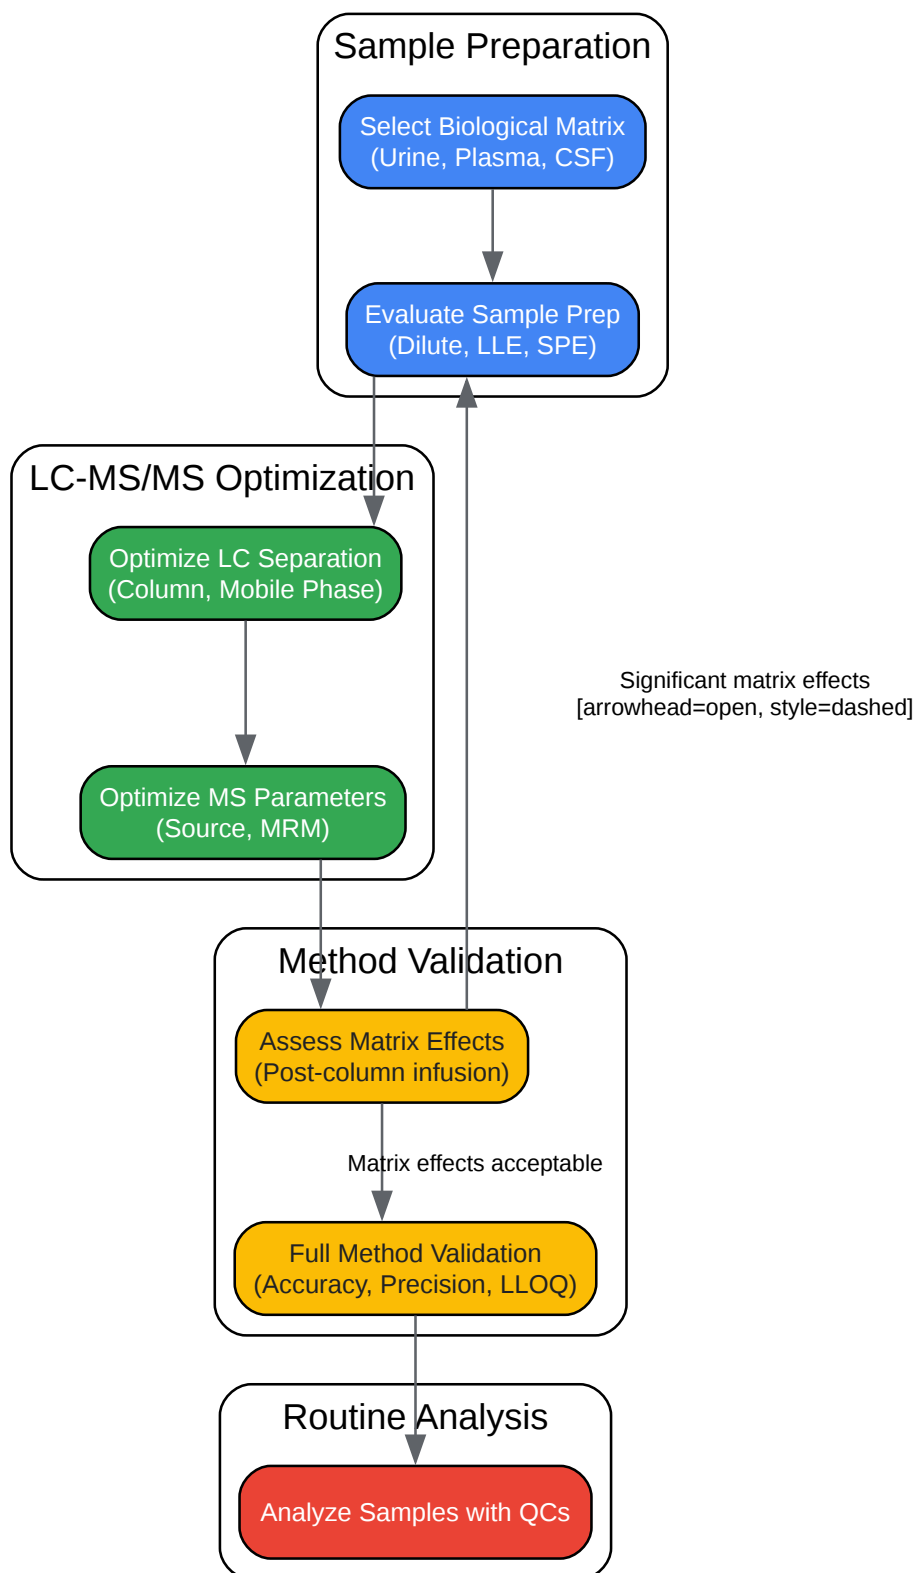 Sample Preparation
Select Biological Matrix
(Urine, Plasma, CSF)
Evaluate Sample Prep
(Dilute, LLE, SPE)
LC-MS/MS Optimization
Optimize LC Separation
(Column, Mobile Phase)
Significant matrix effects
[arrowhead=open, style=dashed]
Optimize MS Parameters
(Source, MRM)
Method Validation
Assess Matrix Effects
(Post-column infusion)
Matrix effects acceptable
Full Method Validation
(Accuracy, Precision, LLOQ)
Routine Analysis
Analyze Samples with QCs